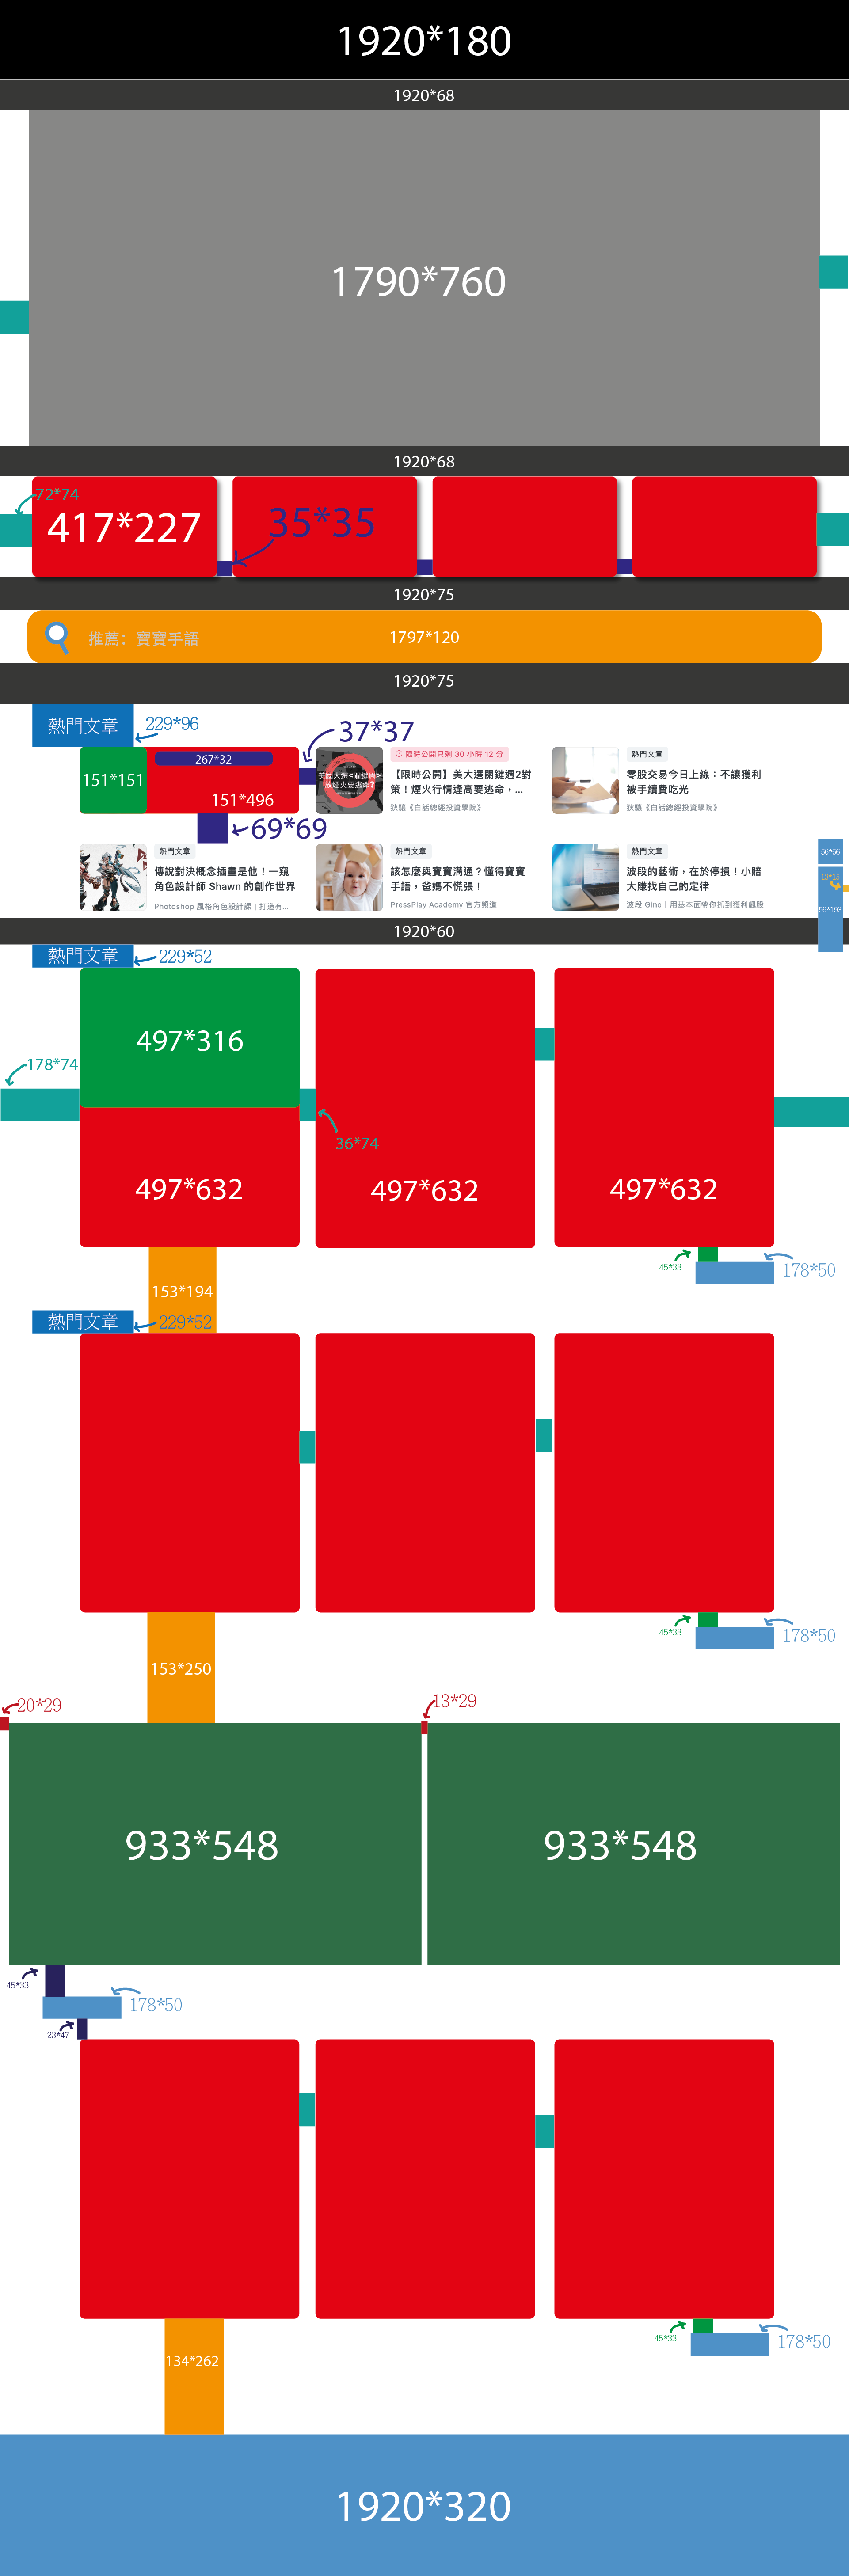 1920*180
1920*68
1790*760
1920*68
72*74
417*227
35*35
1920*75
推薦：寶寶手語
1797*120
1920*75
熱門文章
229*96
37*37
267*32
151*151
151*496
69*69
美國大選<關鍵周>
放煙火要逃命?
限時公開只剩 30 小時 12 分
【限時公開】美大選關鍵週2對
策！煙火行情逢高要逃命，...
狄驤《白話總經投資學院》
熱門文章
零股交易今日上線：不讓獲利
被手續費吃光
狄驤《白話總經投資學院》
熱門文章
傳說對決概念插畫是他！一窺
角色設計師 Shawn 的創作世界
Photoshop 風格角色設計課 | 打造有...
熱門文章
該怎麼與寶寶溝通？懂得寶寶
手語，爸媽不慌張！
PressPlay Academy 官方頻道
熱門文章
波段的藝術，在於停損！小賠
大賺找自己的定律
波段 Gino｜用基本面帶你抓到獲利飆股
56*56
13*15
56*193
1920*60
熱門文章
229*52
497*316
178*74
36*74
497*632
497*632
497*632
45*33
178*50
153*194
熱門文章
229*52
45*33
178*50
153*250
20*29
13*29
933*548
933*548
45*33
178*50
23*47
45*33
178*50
134*262
1920*320